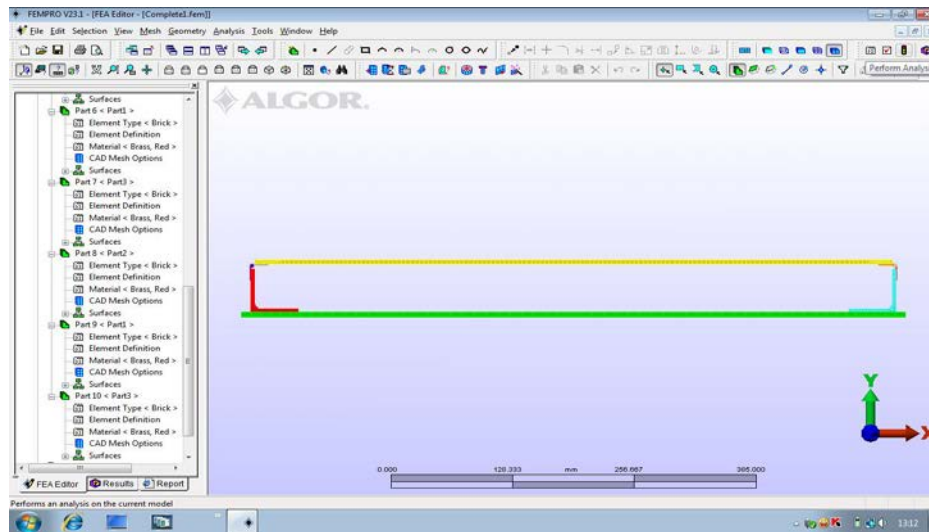 FEMPRO V23.1 - [FEA Editor - [Complete1.fem]]
File Edit Selection View Mesh Geometry Analysis Tools Window Help
Perform Analys
ALGOR.
Surfaces
Part 6 < Part1 >
Element Type < Brick >
Element Definition
Material < Brass, Red >
CAD Mesh Options
Surfaces
Part 7 < Part3 >
Element Type < Brick >
Element Definition
Material < Brass, Red >
CAD Mesh Options
Surfaces
Part 8 < Part2 >
Element Type < Brick >
Element Definition
Material < Brass, Red >
CAD Mesh Options
Surfaces
Part 9 < Part1 >
Element Type < Brick >
Element Definition
Material < Brass, Red >
CAD Mesh Options
Surfaces
Part 10 < Part3 >
Element Type < Brick >
Element Definition
Material < Brass, Red >
CAD Mesh Options
Surfaces
Y
X
0.000 128.333 mm 256.667 385.000
FEA Editor Results Report
Performs an analysis on the current model
13:12